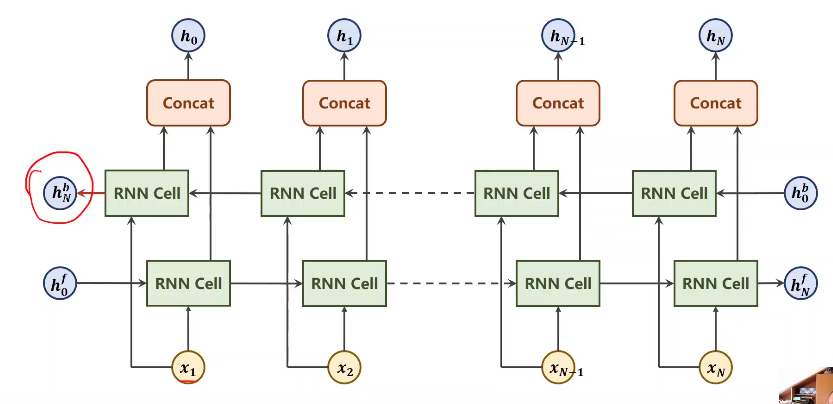 h_0 h_1 h_{N-1} h_N
Concat Concat Concat Concat
h_N^b RNN Cell RNN Cell RNN Cell RNN Cell h_0^b
h_0^f RNN Cell RNN Cell RNN Cell RNN Cell h_N^f
x_1 x_2 x_{N-1} x_N